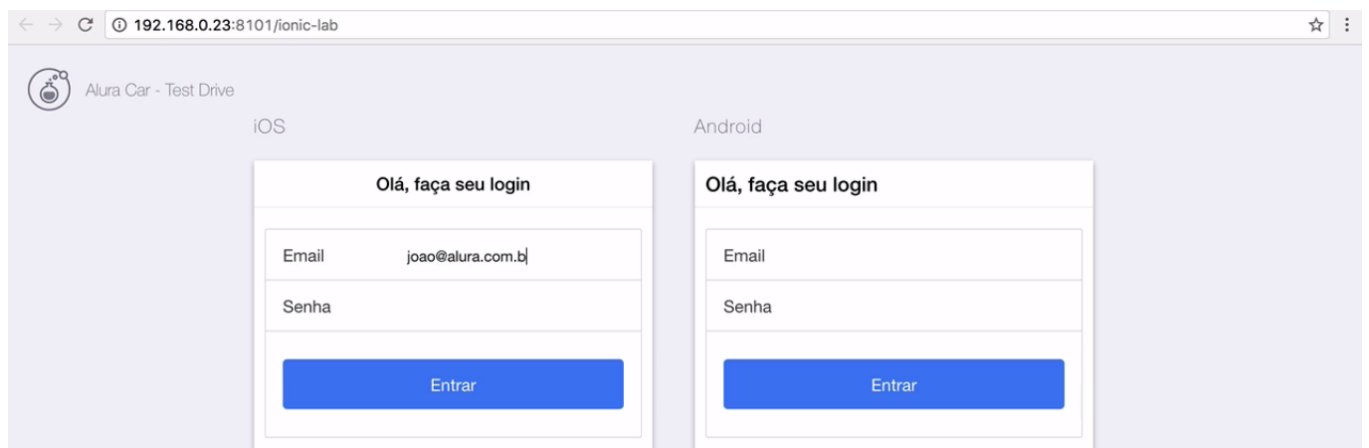 192.168.0.23:8101/ionic-lab
Alura Car - Test Drive
iOS
Olá, faça seu login
Email joao@alura.com.b
Senha
Entrar
Android
Olá, faça seu login
Email
Senha
Entrar